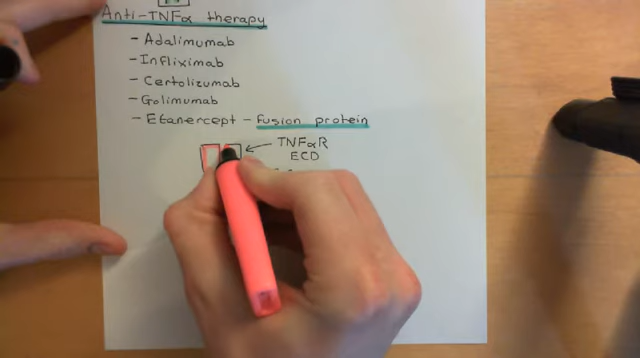 Anti-TNFα therapy
- Adalimumab
- Infliximab
- Certolizumab
- Golimumab
- Etanercept - fusion protein
TNFαR
ECD